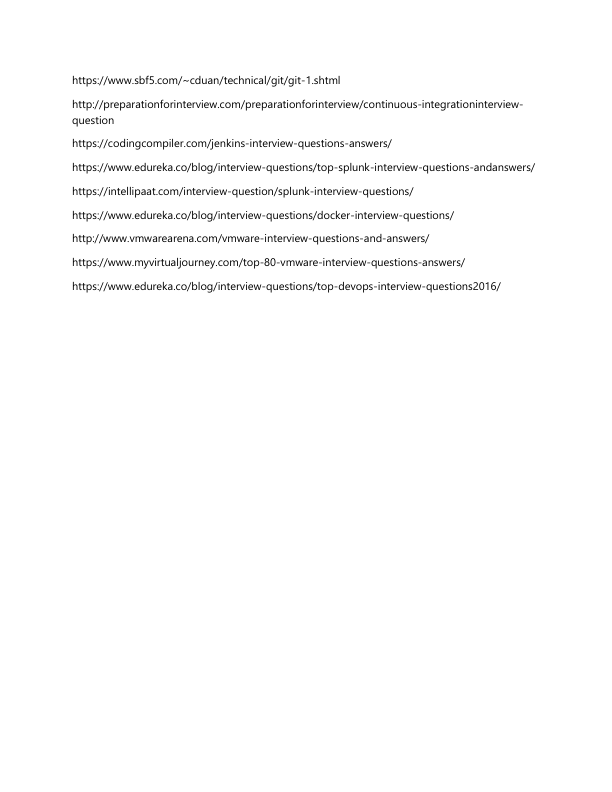 https://www.sbf5.com/~cduan/technical/git/git-1.shtml
http://preparationforinterview.com/preparationforinterview/continuous-integrationinterview-
question
https://codingcompiler.com/jenkins-interview-questions-answers/
https://www.edureka.co/blog/interview-questions/top-splunk-interview-questions-andanswers/
https://intellipaat.com/interview-question/splunk-interview-questions/
https://www.edureka.co/blog/interview-questions/docker-interview-questions/
http://www.vmwarearena.com/vmware-interview-questions-and-answers/
https://www.myvirtualjourney.com/top-80-vmware-interview-questions-answers/
https://www.edureka.co/blog/interview-questions/top-devops-interview-questions2016/